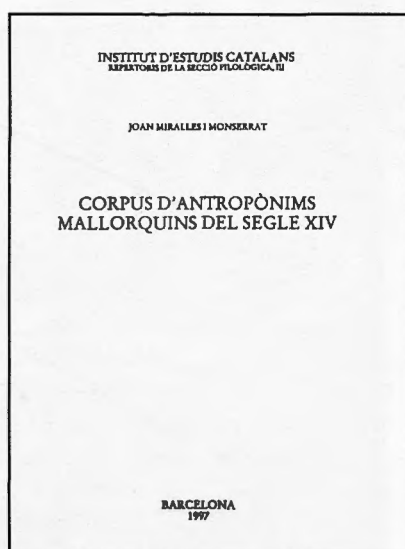 INSTITUT D'ESTUDIS CATALANS
REPERTORIS DE LA SECCIÓ FILOLÒGICA, III
JOAN MIRALLES I MONSERRAT
CORPUS D'ANTROPÒNIMS
MALLORQUINS DEL SEGLE XIV
BARCELONA
1997